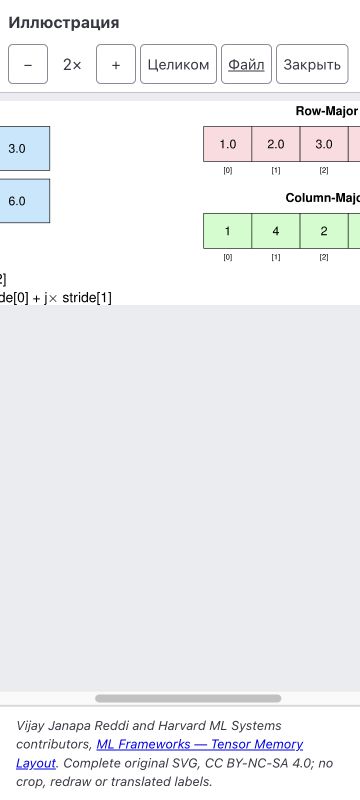 Иллюстрация
− 2× + Целиком Файл Закрыть
Row-Major
3.0
1.0 2.0 3.0
[0] [1] [2]
6.0
Column-Majo
1 4 2
[0] [1] [2]
2]
de[0] + j× stride[1]
Vijay Janapa Reddi and Harvard ML Systems
contributors, ML Frameworks — Tensor Memory
Layout. Complete original SVG, CC BY-NC-SA 4.0; no
crop, redraw or translated labels.